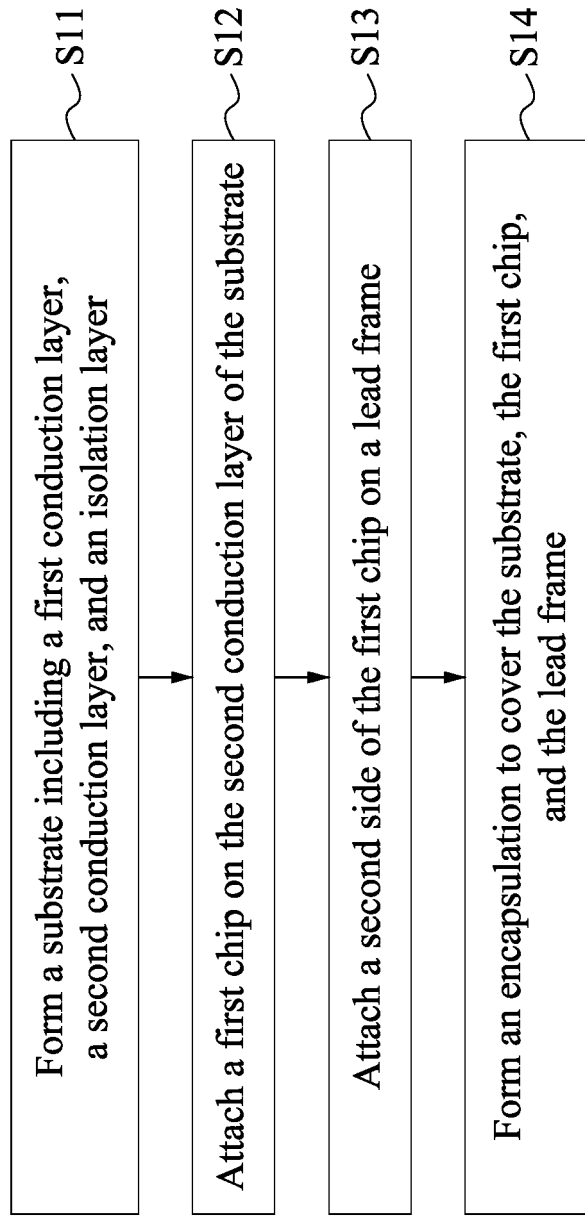 Form a substrate including a first conduction layer,
a second conduction layer, and an isolation layer
S11
Attach a first chip on the second conduction layer of the substrate
S12
Attach a second side of the first chip on a lead frame
S13
Form an encapsulation to cover the substrate, the first chip,
and the lead frame
S14